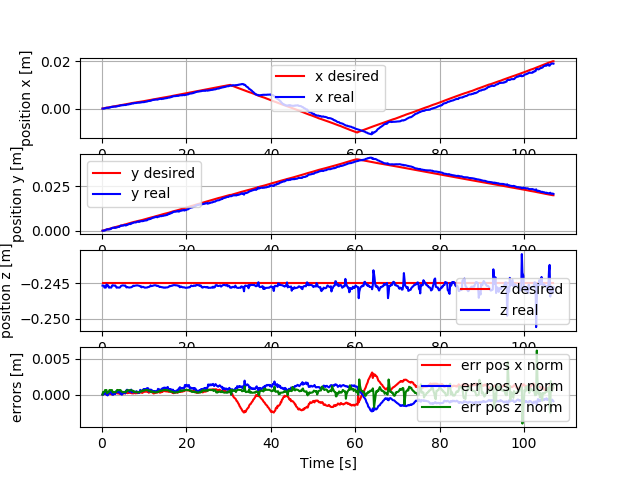 position x [m]
0.02
0.00
x desired
x real
0 20 40 60 80 100
position y [m]
0.025
0.000
y desired
y real
0 20 40 60 80 100
position z [m]
−0.245
−0.250
z desired
z real
0 20 40 60 80 100
errors [m]
0.005
0.000
err pos x norm
err pos y norm
err pos z norm
0 20 40 60 80 100
Time [s]